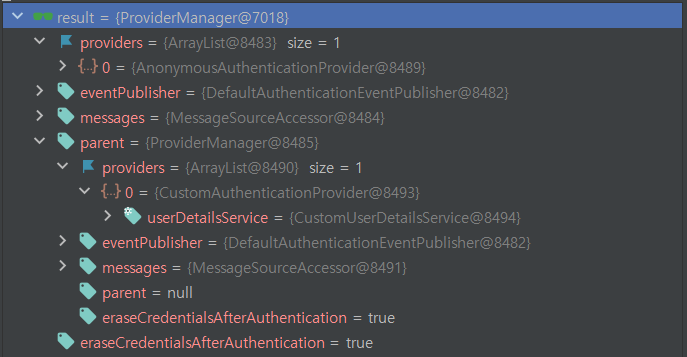 result = {ProviderManager@7018}
providers = {ArrayList@8483} size = 1
{...} 0 = {AnonymousAuthenticationProvider@8489}
eventPublisher = {DefaultAuthenticationEventPublisher@8482}
messages = {MessageSourceAccessor@8484}
parent = {ProviderManager@8485}
providers = {ArrayList@8490} size = 1
{...} 0 = {CustomAuthenticationProvider@8493}
userDetailsService = {CustomUserDetailsService@8494}
eventPublisher = {DefaultAuthenticationEventPublisher@8482}
messages = {MessageSourceAccessor@8491}
parent = null
eraseCredentialsAfterAuthentication = true
eraseCredentialsAfterAuthentication = true